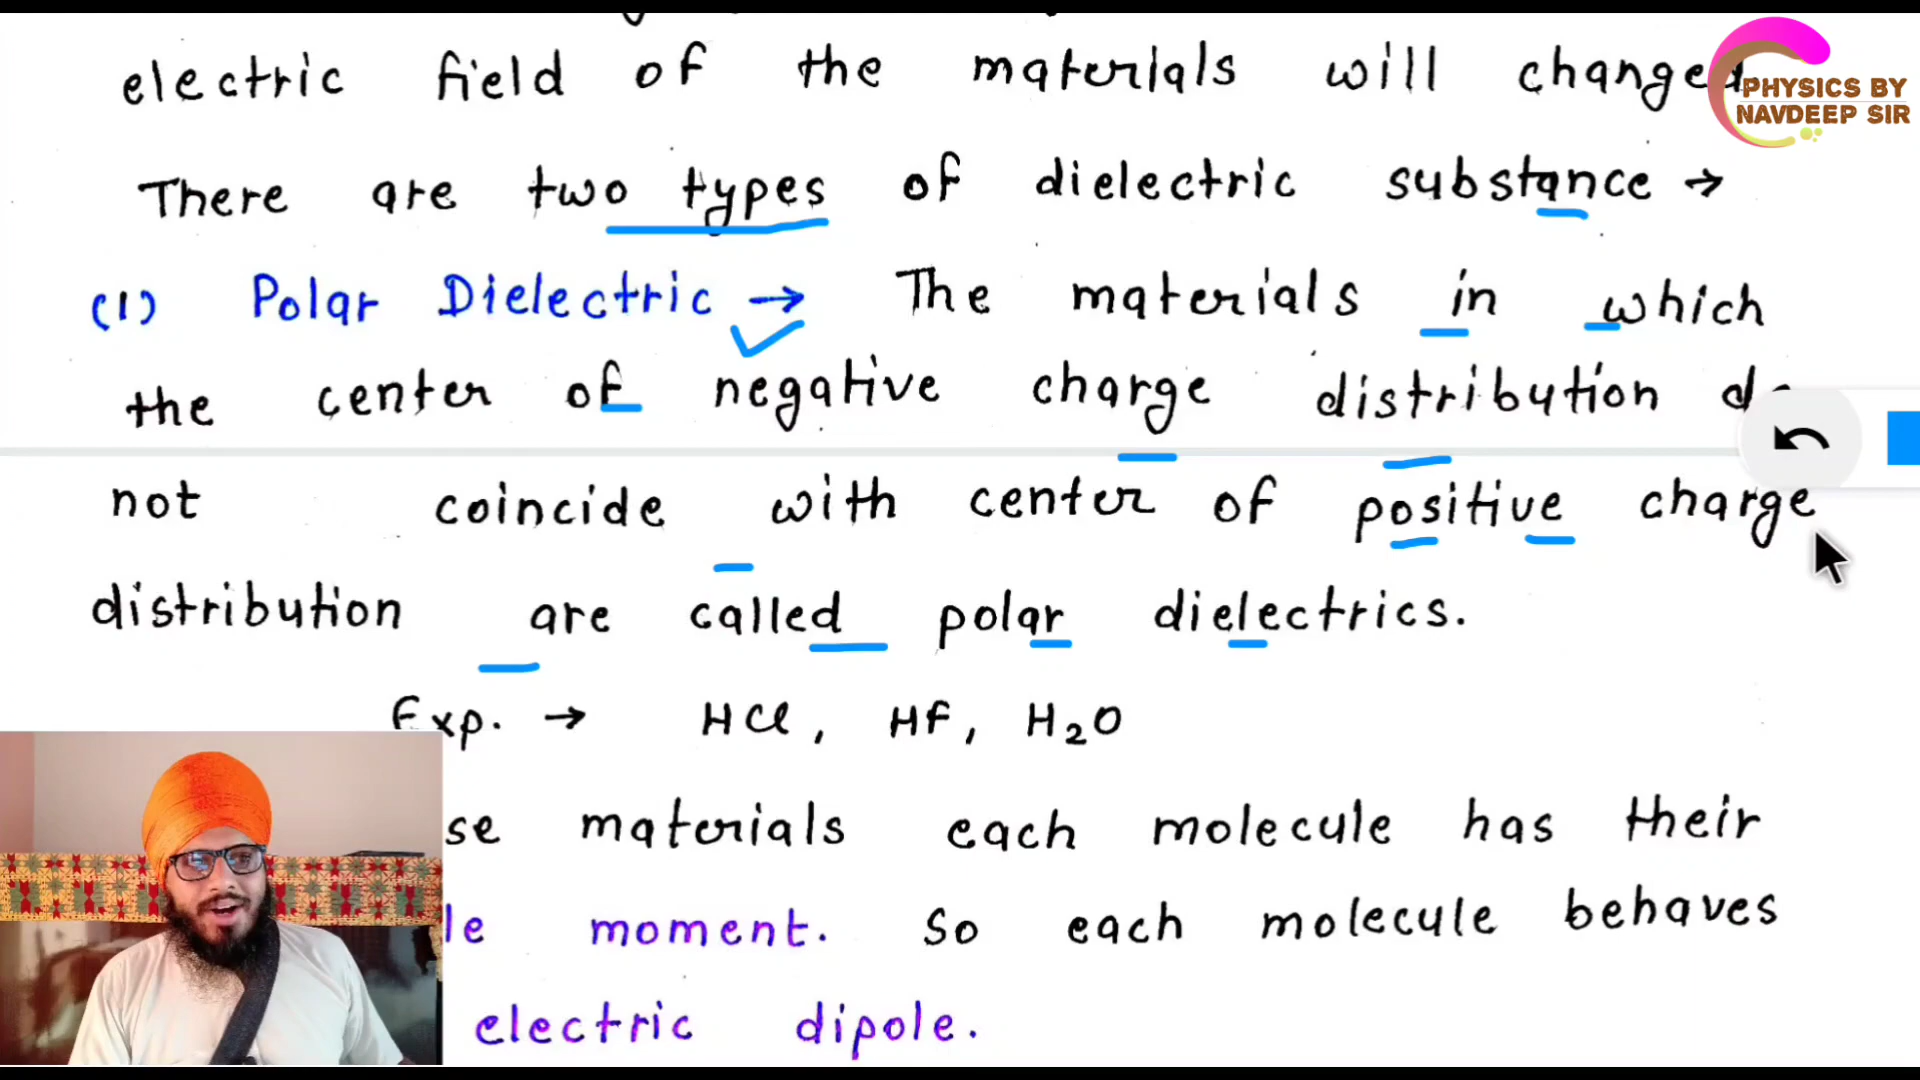 electric field of the materials will changed
PHYSICS BY
NAVDEEP SIR
There are two types of dielectric substance →
(1) Polar Dielectric → The materials in which
the center of negative charge distribution do
not coincide with center of positive charge
distribution are called polar dielectrics.
Exp. → HCl, HF, H₂O
se materials each molecule has their
le moment. So each molecule behaves
electric dipole.